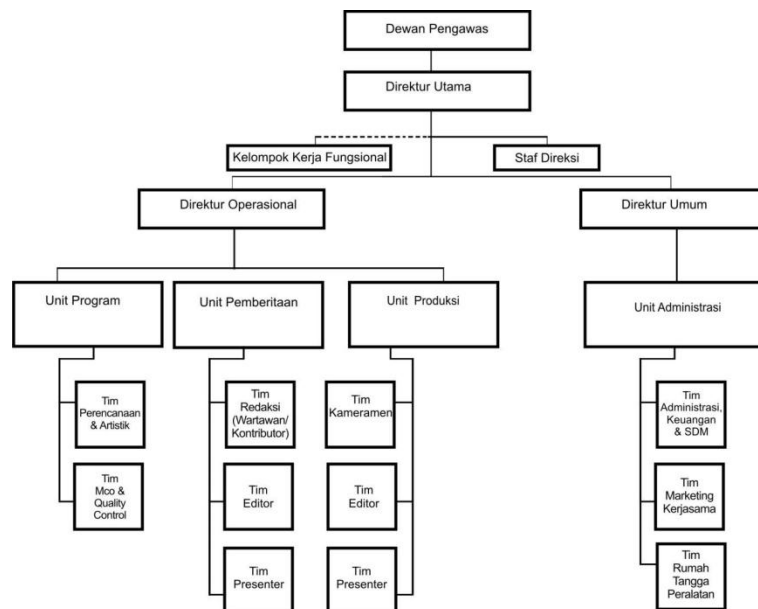 Dewan Pengawas
Direktur Utama
Kelompok Kerja Fungsional
Staf Direksi
Direktur Operasional
Direktur Umum
Unit Program
Unit Pemberitaan
Unit Produksi
Unit Administrasi
Tim
Perencanaan
& Artistik
Tim
Redaksi
(Wartawan/
Kontributor)
Tim
Kameramen
Tim
Administrasi,
Keuangan
& SDM
Tim
Mco &
Quality
Control
Tim
Editor
Tim
Editor
Tim
Marketing
Kerjasama
Tim
Presenter
Tim
Presenter
Tim
Rumah
Tangga
Peralatan